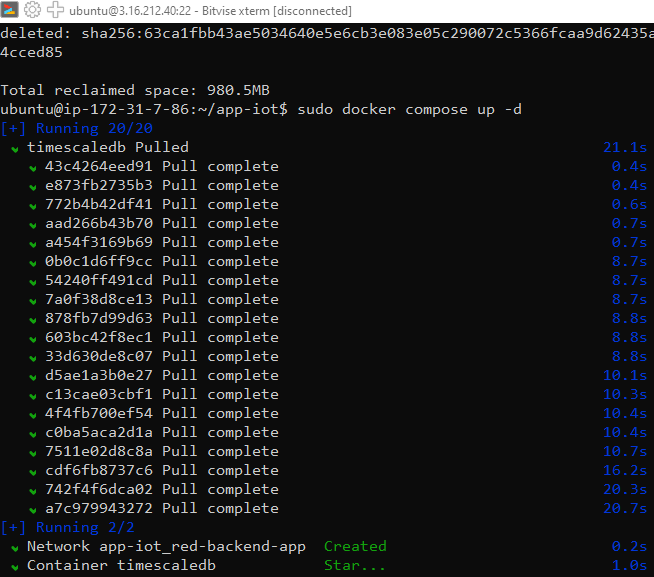 ubuntu@3.16.212.40:22 - Bitvise xterm [disconnected]
deleted: sha256:63ca1fbb43ae5034640e5e6cb3e083e05c290072c5366fcaa9d62435a
4cced85
Total reclaimed space: 980.5MB
ubuntu@ip-172-31-7-86:~/app-iot$ sudo docker compose up -d
[+] Running 20/20
timescaledb Pulled 21.1s
43c4264eed91 Pull complete 0.4s
e873fb2735b3 Pull complete 0.4s
772b4b42df41 Pull complete 0.6s
aad266b43b70 Pull complete 0.7s
a454f3169b69 Pull complete 0.7s
0b0c1d6ff9cc Pull complete 8.7s
54240ff491cd Pull complete 8.7s
7a0f38d8ce13 Pull complete 8.7s
878fb7d99d63 Pull complete 8.8s
603bc42f8ec1 Pull complete 8.8s
33d630de8c07 Pull complete 8.8s
d5ae1a3b0e27 Pull complete 10.1s
c13cae03cbf1 Pull complete 10.3s
4f4fb700ef54 Pull complete 10.4s
c0ba5aca2d1a Pull complete 10.4s
7511e02d8c8a Pull complete 10.7s
cdf6fb8737c6 Pull complete 16.2s
742f4f6dca02 Pull complete 20.3s
a7c979943272 Pull complete 20.7s
[+] Running 2/2
Network app-iot_red-backend-app Created 0.2s
Container timescaledb Star... 1.0s